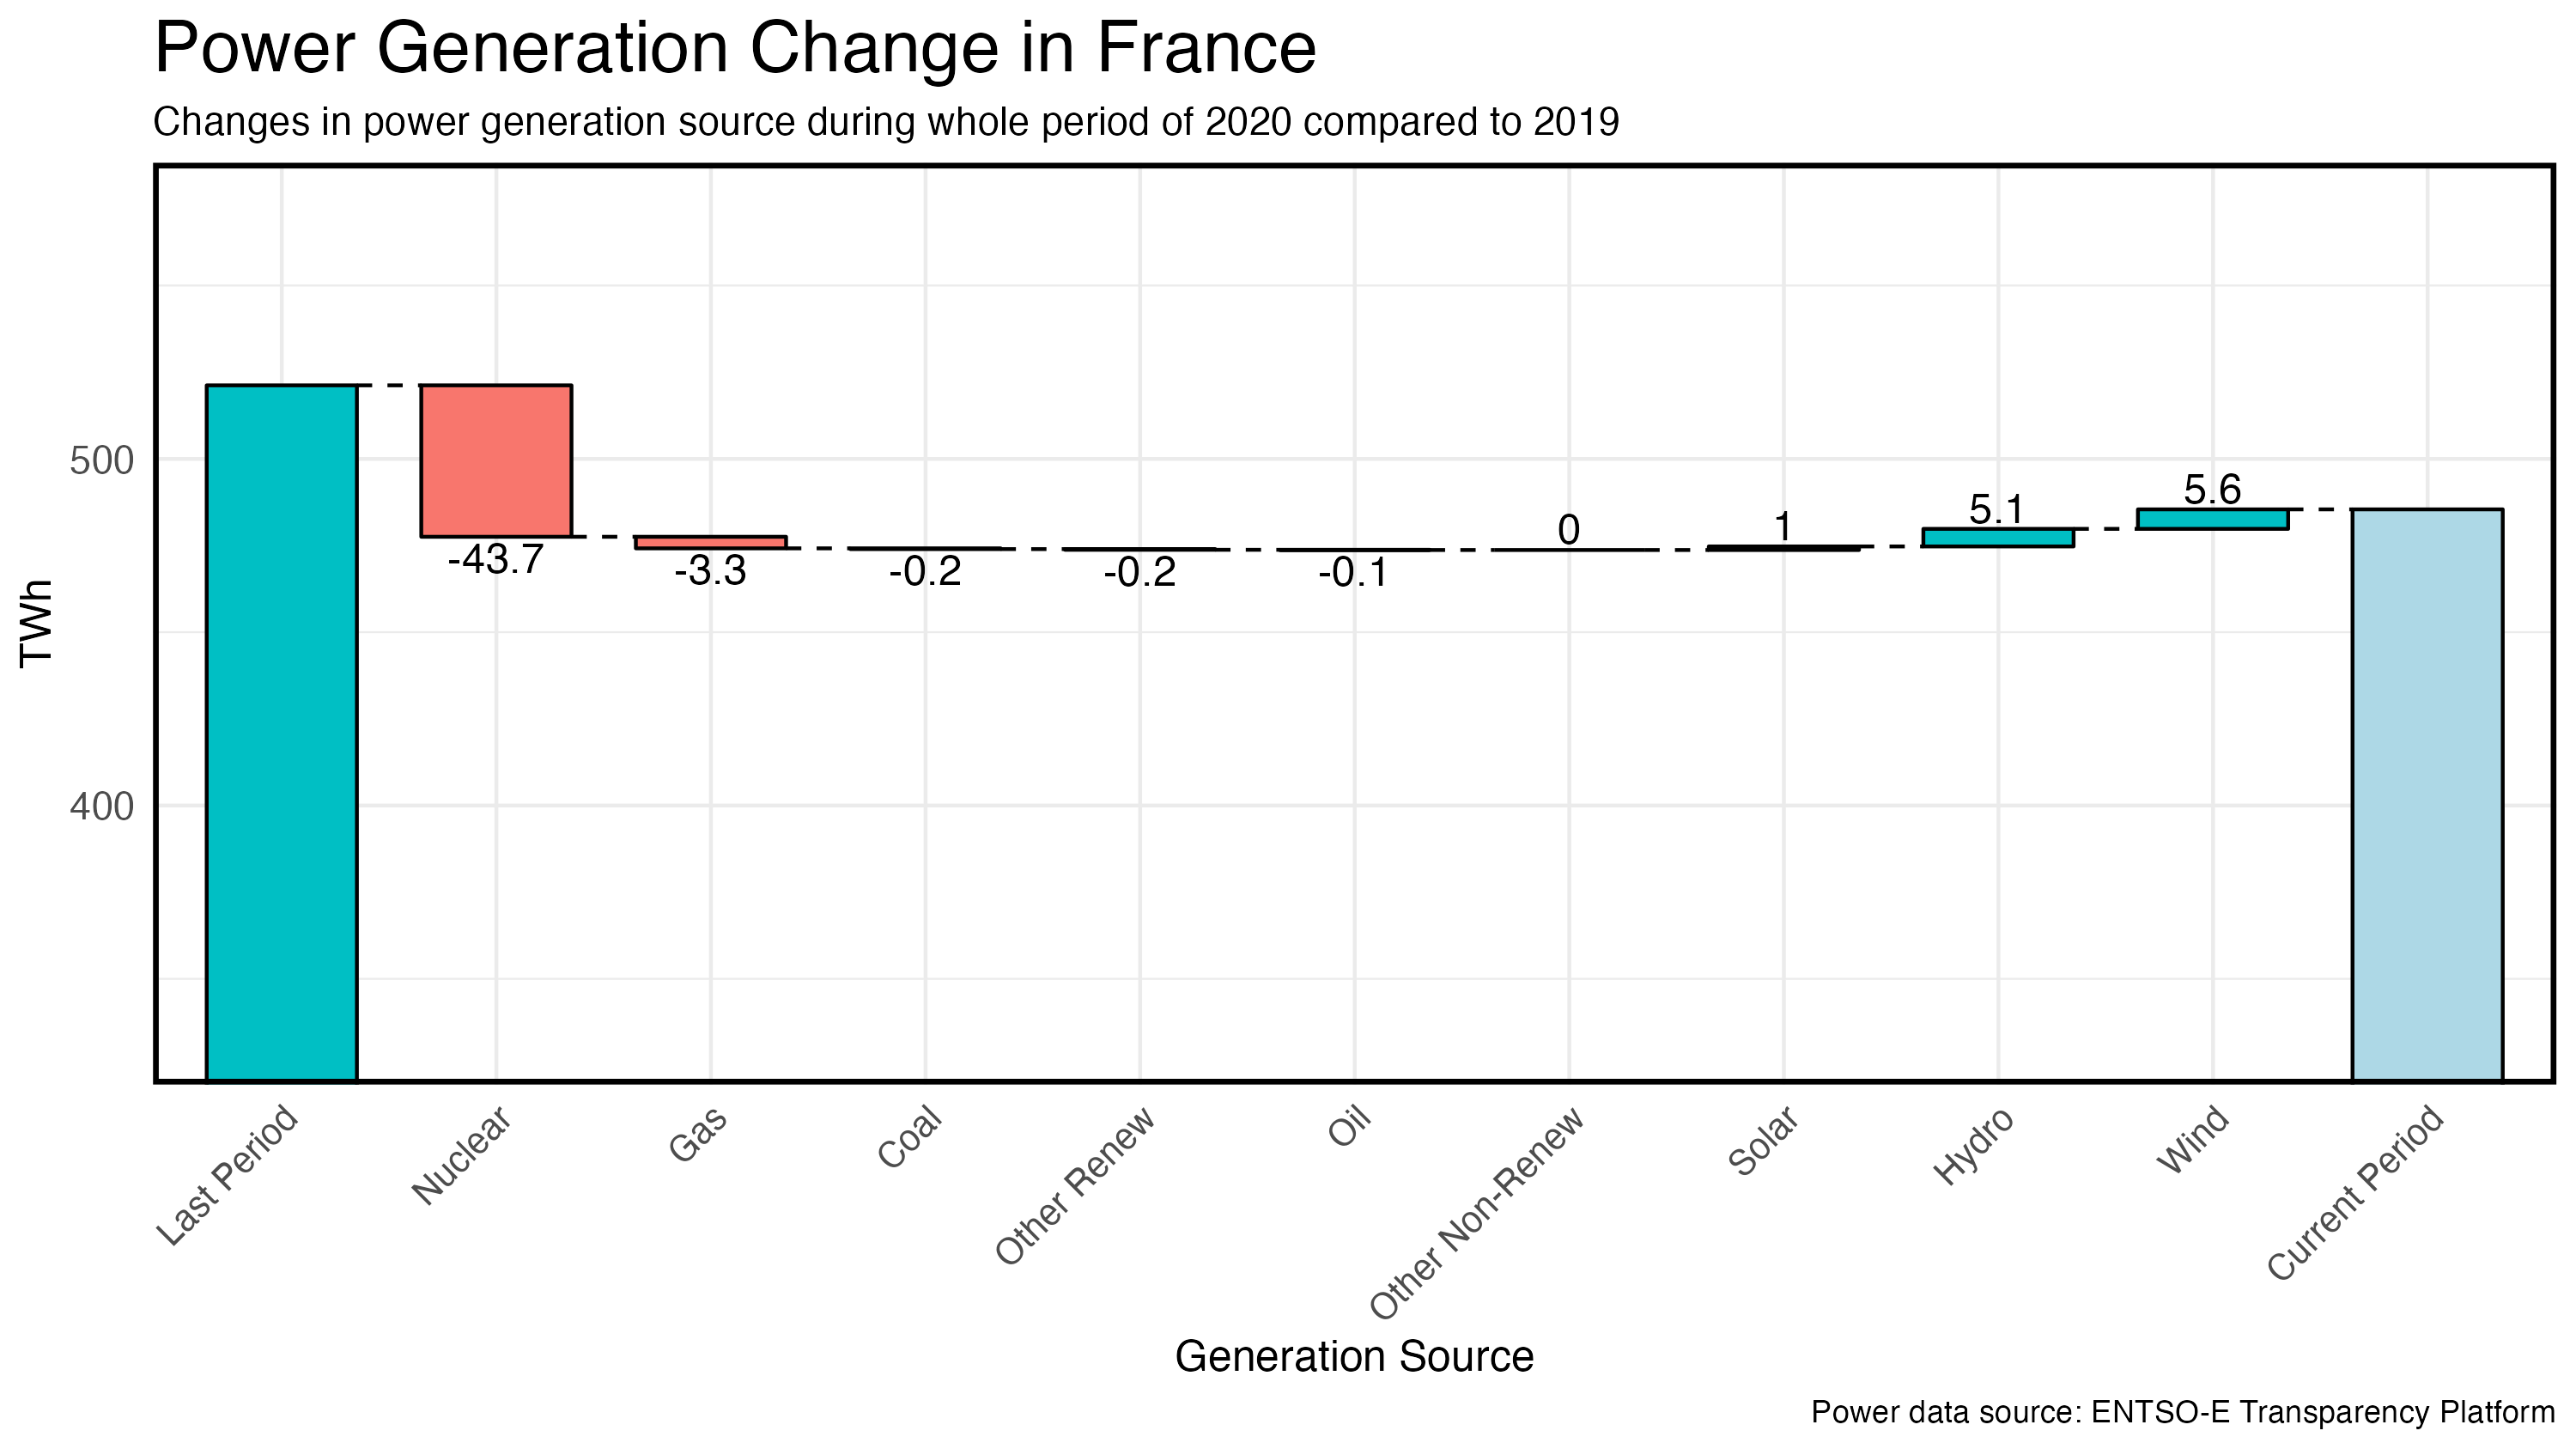 Power Generation Change in France
Changes in power generation source during whole period of 2020 compared to 2019
TWh
500
400
-43.7
-3.3
-0.2
-0.2
-0.1
0
1
5.1
5.6
Last Period
Nuclear
Gas
Coal
Other Renew
Oil
Other Non-Renew
Solar
Hydro
Wind
Current Period
Generation Source
Power data source: ENTSO-E Transparency Platform